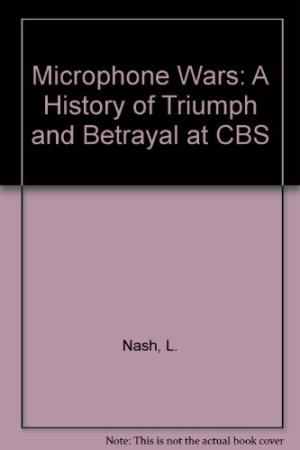 Microphone Wars: A
History of Triumph
and Betrayal at CBS
Nash, L.
Note: This is not the actual book cover